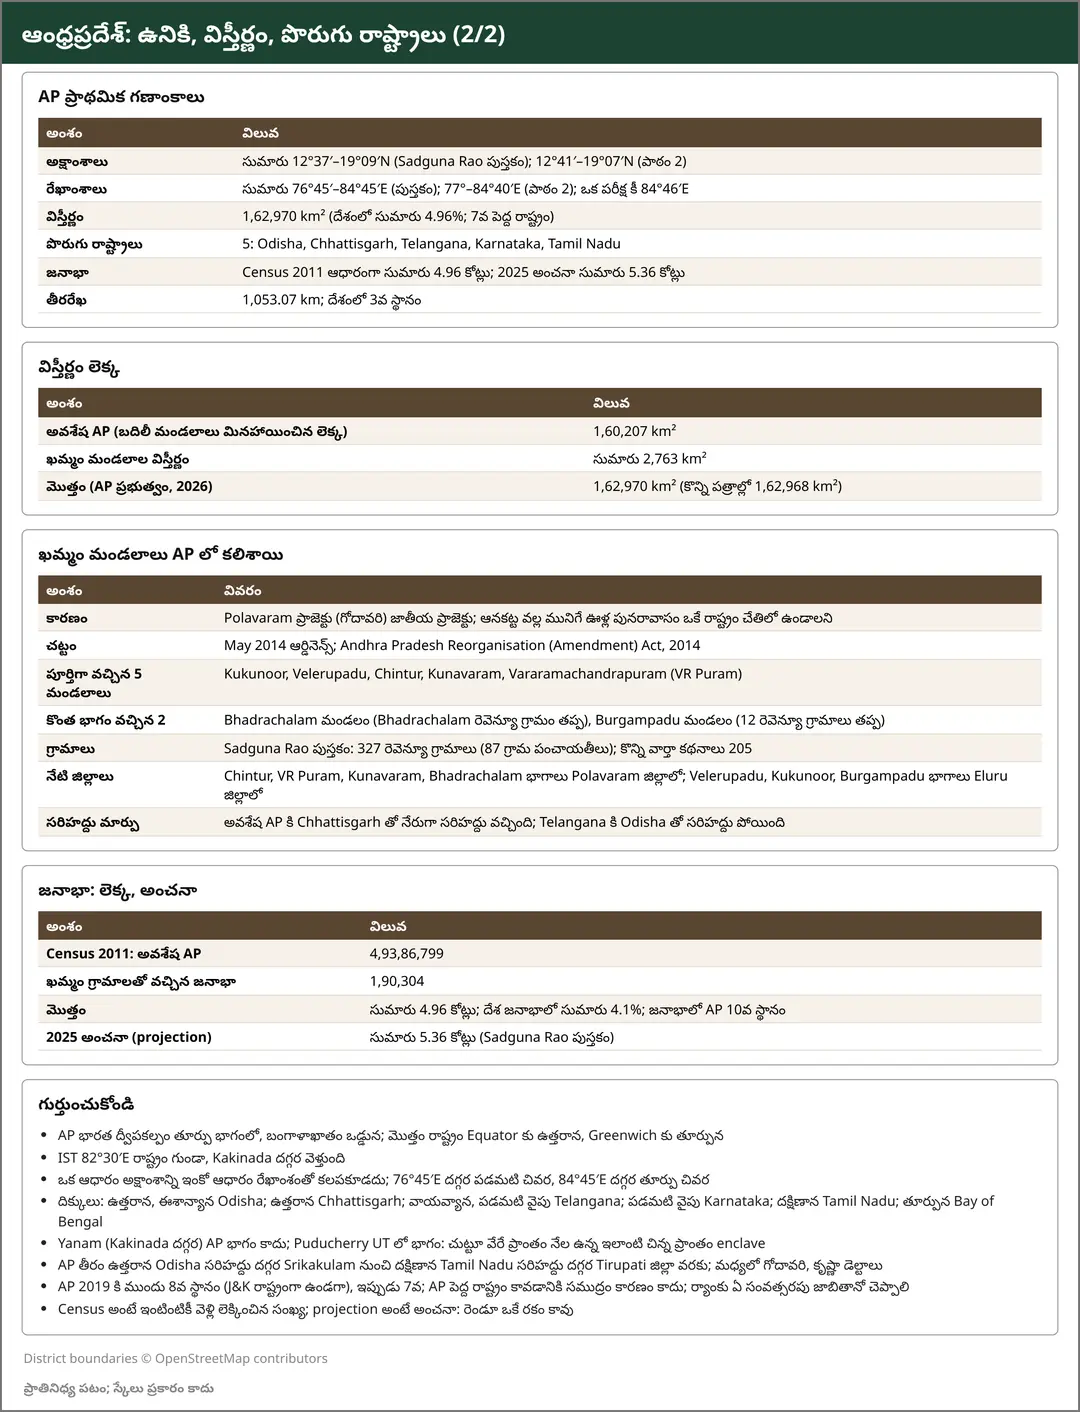 ఆంధ్రప్రదేశ్: ఉనికి, విస్తీర్ణం, పొరుగు రాష్ట్రాలు (2/2)
AP ప్రాథమిక గణాంకాలు
అంశం విలువ
అక్షాంశాలు సుమారు 12°37′–19°09′N (Sadguna Rao పుస్తకం); 12°41′–19°07′N (పాఠం 2)
రేఖాంశాలు సుమారు 76°45′–84°45′E (పుస్తకం); 77°–84°40′E (పాఠం 2); ఒక పరీక్ష కీ 84°46′E
విస్తీర్ణం 1,62,970 km² (దేశంలో సుమారు 4.96%; 7వ పెద్ద రాష్ట్రం)
పొరుగు రాష్ట్రాలు 5: Odisha, Chhattisgarh, Telangana, Karnataka, Tamil Nadu
జనాభా Census 2011 ఆధారంగా సుమారు 4.96 కోట్లు; 2025 అంచనా సుమారు 5.36 కోట్లు
తీరరేఖ 1,053.07 km; దేశంలో 3వ స్థానం
విస్తీర్ణం లెక్క
అంశం విలువ
అవశేష AP (బదిలీ మండలాలు మినహాయించిన లెక్క) 1,60,207 km²
ఖమ్మం మండలాల విస్తీర్ణం సుమారు 2,763 km²
మొత్తం (AP ప్రభుత్వం, 2026) 1,62,970 km² (కొన్ని పత్రాల్లో 1,62,968 km²)
ఖమ్మం మండలాలు AP లో కలిశాయి
అంశం వివరం
కారణం Polavaram ప్రాజెక్టు (గోదావరి) జాతీయ ప్రాజెక్టు; ఆనకట్ట వల్ల మునిగే ఊళ్ల పునరావాసం ఒకే రాష్ట్రం చేతిలో ఉండాలని
చట్టం May 2014 ఆర్డినెన్స్; Andhra Pradesh Reorganisation (Amendment) Act, 2014
పూర్తిగా వచ్చిన 5 Kukunoor, Velerupadu, Chintur, Kunavaram, Vararamachandrapuram (VR Puram)
మండలాలు
కొంత భాగం వచ్చిన 2 Bhadrachalam మండలం (Bhadrachalam రెవెన్యూ గ్రామం తప్ప), Burgampadu మండలం (12 రెవెన్యూ గ్రామాలు తప్ప)
గ్రామాలు Sadguna Rao పుస్తకం: 327 రెవెన్యూ గ్రామాలు (87 గ్రామ పంచాయతీలు); కొన్ని వార్తా కథనాలు 205
నేటి జిల్లాలు Chintur, VR Puram, Kunavaram, Bhadrachalam భాగాలు Polavaram జిల్లాలో; Velerupadu, Kukunoor, Burgampadu భాగాలు Eluru
జిల్లాలో
సరిహద్దు మార్పు అవశేష AP కి Chhattisgarh తో నేరుగా సరిహద్దు వచ్చింది; Telangana కి Odisha తో సరిహద్దు పోయింది
జనాభా: లెక్క, అంచనా
అంశం విలువ
Census 2011: అవశేష AP 4,93,86,799
ఖమ్మం గ్రామాలతో వచ్చిన జనాభా 1,90,304
మొత్తం సుమారు 4.96 కోట్లు; దేశ జనాభాలో సుమారు 4.1%; జనాభాలో AP 10వ స్థానం
2025 అంచనా (projection) సుమారు 5.36 కోట్లు (Sadguna Rao పుస్తకం)
గుర్తుంచుకోండి
• AP భారత ద్వీపకల్పం తూర్పు భాగంలో, బంగాళాఖాతం ఒడ్డున; మొత్తం రాష్ట్రం Equator కు ఉత్తరాన, Greenwich కు తూర్పున
• IST 82°30′E రాష్ట్రం గుండా, Kakinada దగ్గర వెళ్తుంది
• ఒక ఆధారం అక్షాంశాన్ని ఇంకో ఆధారం రేఖాంశంతో కలపకూడదు; 76°45′E దగ్గర పడమటి చివర, 84°45′E దగ్గర తూర్పు చివర
• దిక్కులు: ఉత్తరాన, ఈశాన్యాన Odisha; ఉత్తరాన Chhattisgarh; వాయవ్యాన, పడమటి వైపు Telangana; పడమటి వైపు Karnataka; దక్షిణాన Tamil Nadu; తూర్పున Bay of
Bengal
• Yanam (Kakinada దగ్గర) AP భాగం కాదు; Puducherry UT లో భాగం: చుట్టూ వేరే ప్రాంతం నేల ఉన్న ఇలాంటి చిన్న ప్రాంతం enclave
• AP తీరం ఉత్తరాన Odisha సరిహద్దు దగ్గర Srikakulam నుంచి దక్షిణాన Tamil Nadu సరిహద్దు దగ్గర Tirupati జిల్లా వరకు; మధ్యలో గోదావరి, కృష్ణా డెల్టాలు
• AP 2019 కి ముందు 8వ స్థానం (J&K రాష్ట్రంగా ఉండగా), ఇప్పుడు 7వ; AP పెద్ద రాష్ట్రం కావడానికి సముద్రం కారణం కాదు; ర్యాంకు ఏ సంవత్సరపు జాబితానో చెప్పాలి
• Census అంటే ఇంటింటికీ వెళ్లి లెక్కించిన సంఖ్య; projection అంటే అంచనా: రెండూ ఒకే రకం కావు
District boundaries © OpenStreetMap contributors
ప్రాతినిధ్య పటం; స్కేలు ప్రకారం కాదు